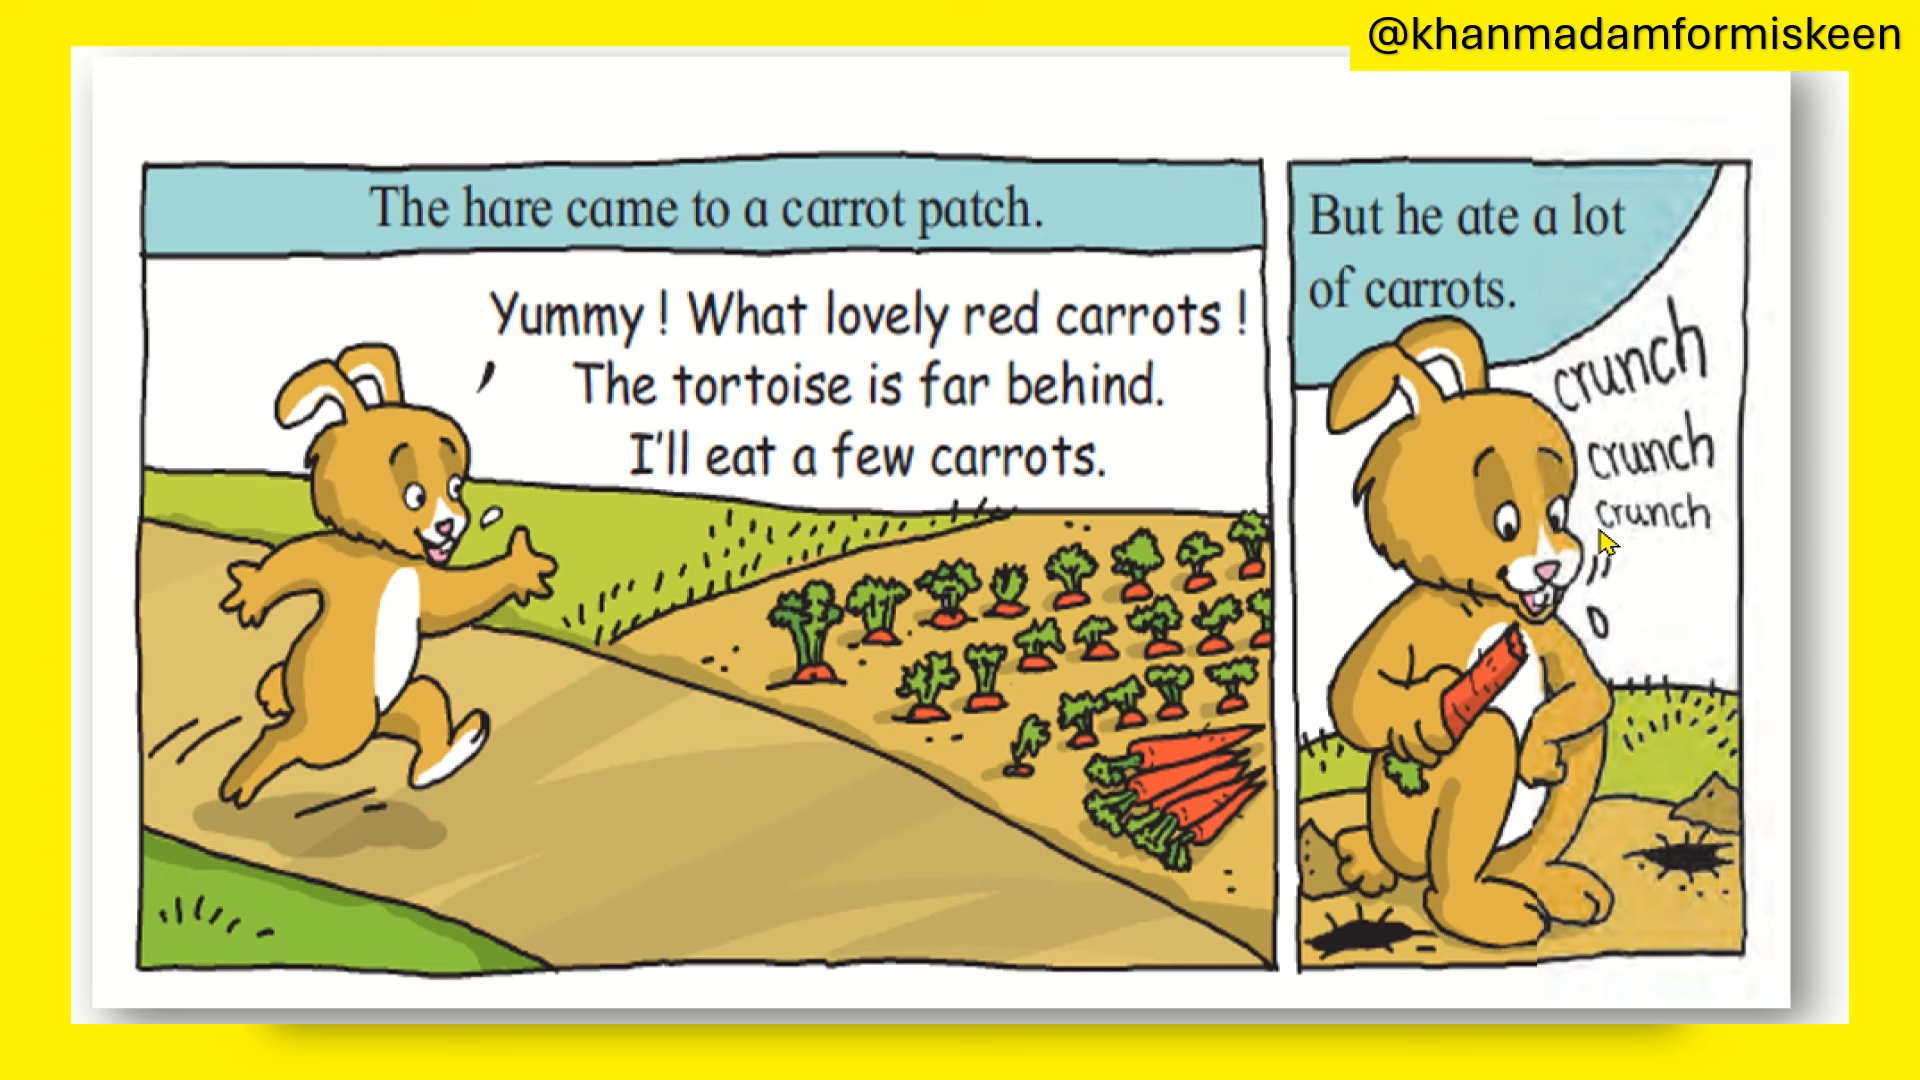 @khanmadamformiskeen
The hare came to a carrot patch.
Yummy ! What lovely red carrots !
The tortoise is far behind.
I'll eat a few carrots.
But he ate a lot
of carrots.
crunch
crunch
crunch